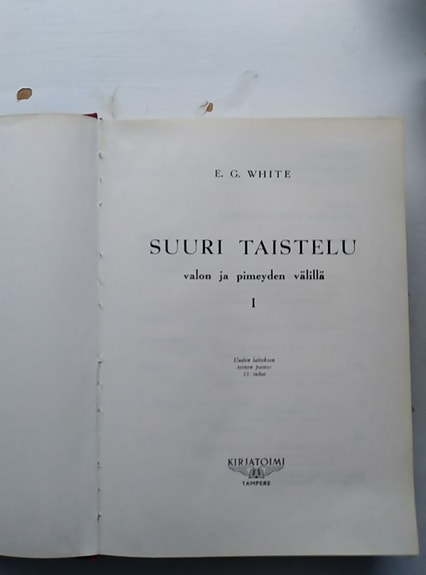 E. G. WHITE
SUURI TAISTELU
valon ja pimeyden välillä
I
Uuden laitoksen
toinen painos
11. tuhat
KIRJATOIMI
TAMPERE